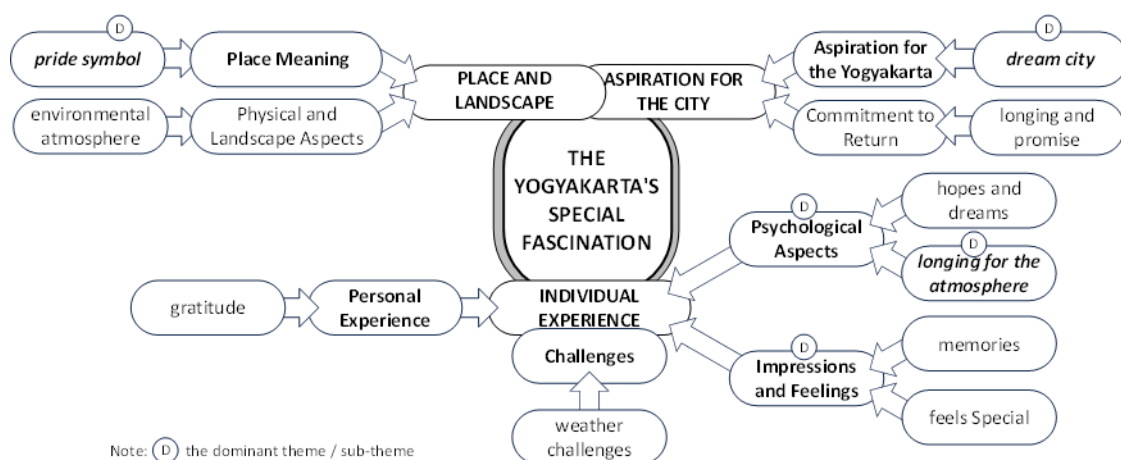 D
pride symbol
Place Meaning
environmental
atmosphere
Physical and
Landscape Aspects
PLACE AND
LANDSCAPE
ASPIRATION FOR
THE CITY
Aspiration for
the Yogyakarta
D
dream city
Commitment to
Return
longing and
promise
THE
YOGYAKARTA'S
SPECIAL
FASCINATION
D
Psychological
Aspects
hopes and
dreams
D
longing for the
atmosphere
gratitude
Personal
Experience
INDIVIDUAL
EXPERIENCE
Challenges
weather
challenges
D
Impressions
and Feelings
memories
feels Special
Note: D the dominant theme / sub-theme